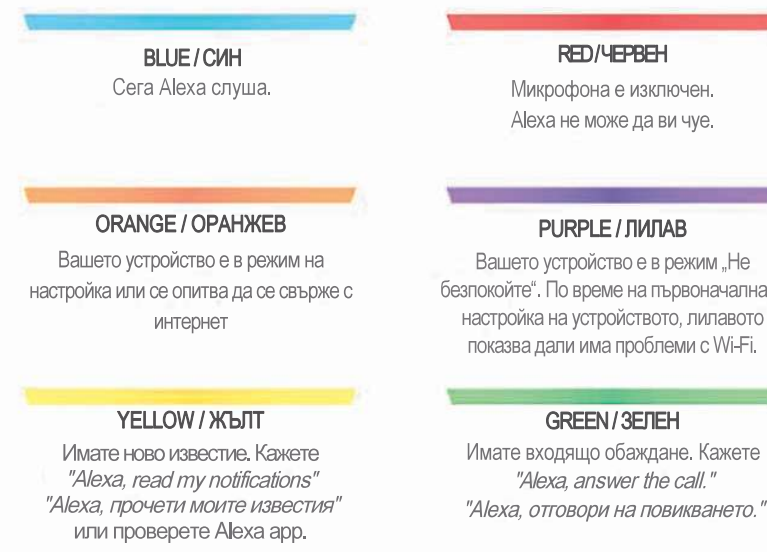 BLUE / СИН
Сега Alexa слуша.
RED/ЧЕРВЕН
Микрофона е изключен.
Alexa не може да ви чуе.
ORANGE / ОРАНЖЕВ
Вашето устройство е в режим на
настройка или се опитва да се свърже с
интернет
PURPLE / ЛИЛАВ
Вашето устройство е в режим „Не
безпокойте“. По време на първоначална
настройка на устройството, лилавото
показва дали има проблеми с Wi-Fi.
YELLOW / ЖЪЛТ
Имате ново известие. Кажете
"Alexa, read my notifications"
"Alexa, прочети моите известия"
или проверете Alexa app.
GREEN / ЗЕЛЕН
Имате входящо обаждане. Кажете
"Alexa, answer the call."
"Alexa, отговори на повикването."